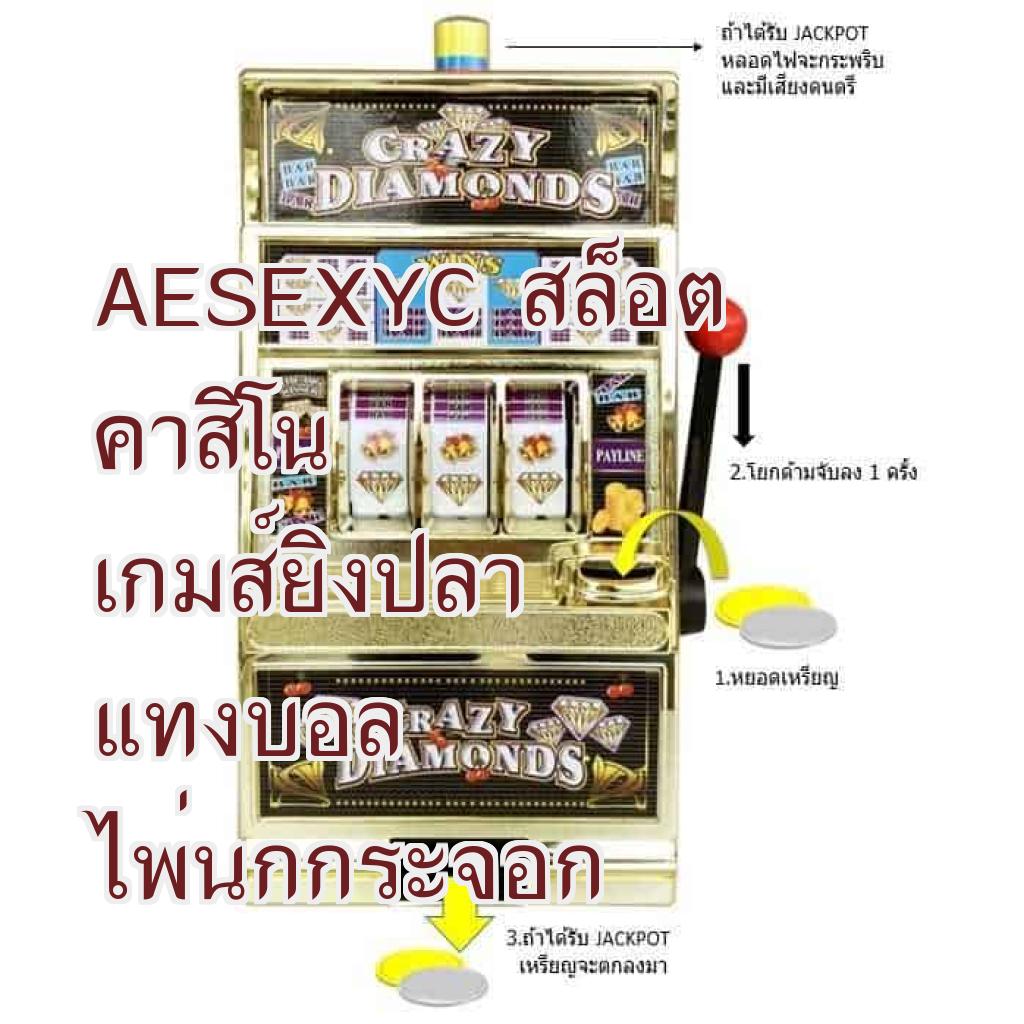 ถ้าได้รับ JACKPOT
หลอดไฟจะกระพริบ
และมีเสียงดนตรี
CRAZY
DIAMONDS
WINS
AESEXYC สล็อต
คาสิโน
เกมส์ยิงปลา
แทงบอล
ไพ่นกกระจอก
BAR
PAYLINE
2.โยกด้ามจับลง 1 ครั้ง
1.หยอดเหรียญ
CRAZY
DIAMONDS
3.ถ้าได้รับ JACKPOT
เหรียญจะตกลงมา